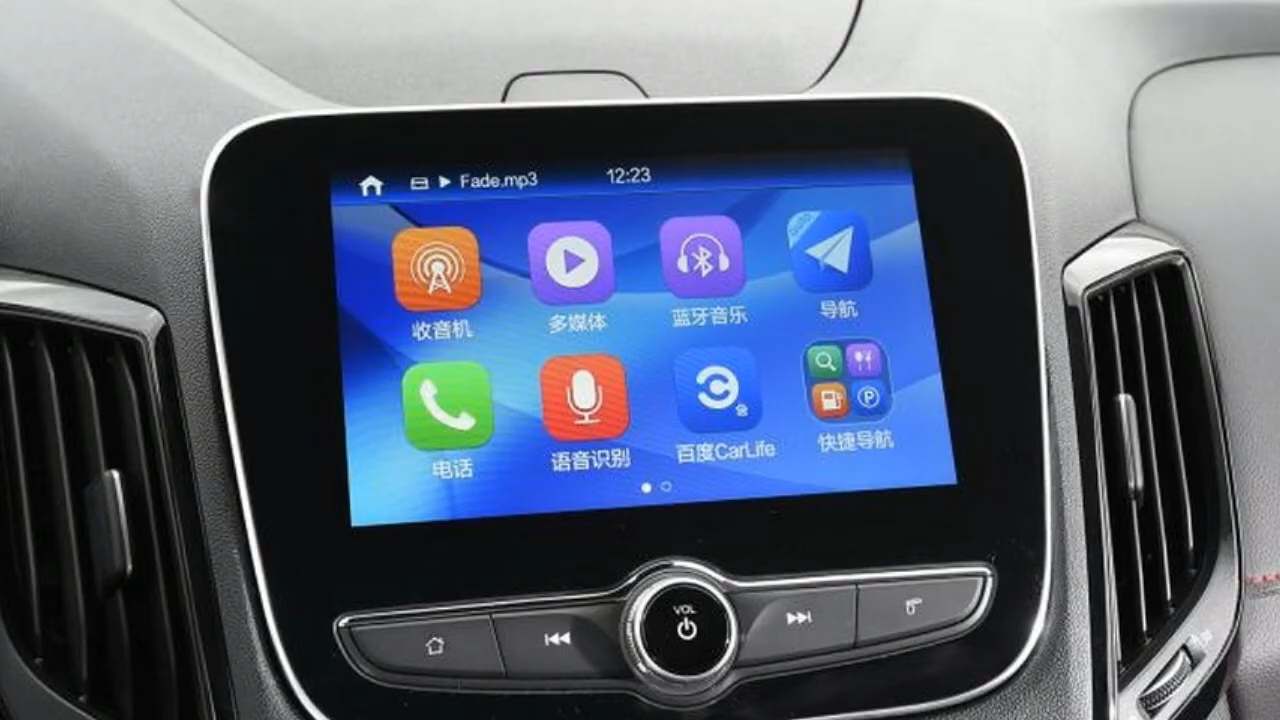 Fade.mp3
12:23
收音机
多媒体
蓝牙音乐
导航
电话
语音识别
百度CarLife
快捷导航
P
VOL